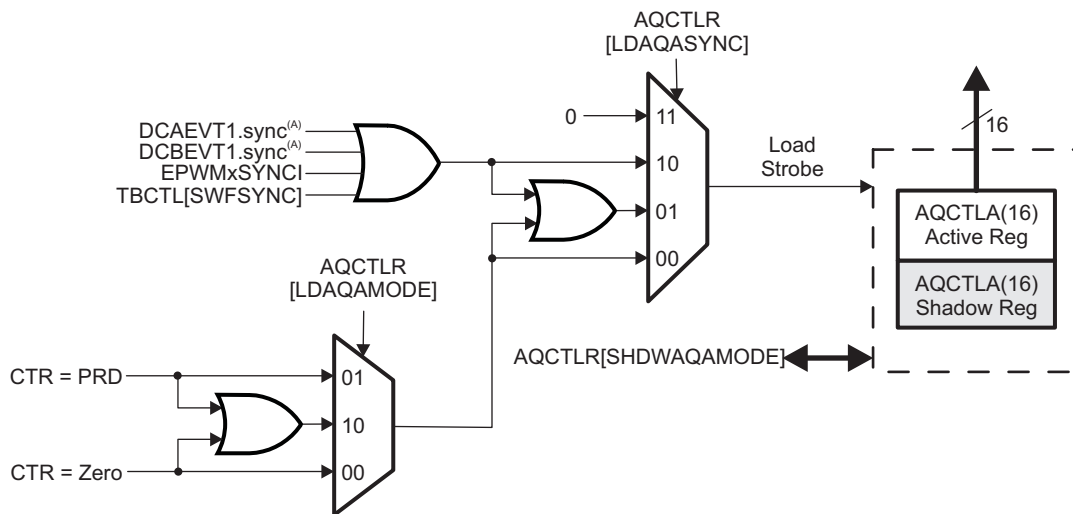 AQCTLR
[LDAQASYNC]
DCAEVT1.sync(A)
DCBEVT1.sync(A)
EPWMxSYNCI
TBCTL[SWFSYNC]
0
11
10
01
00
Load
Strobe
16
AQCTLA(16)
Active Reg
AQCTLA(16)
Shadow Reg
AQCTLR
[LDAQAMODE]
AQCTLR[SHDWAQAMODE]
CTR = PRD
CTR = Zero
01
10
00